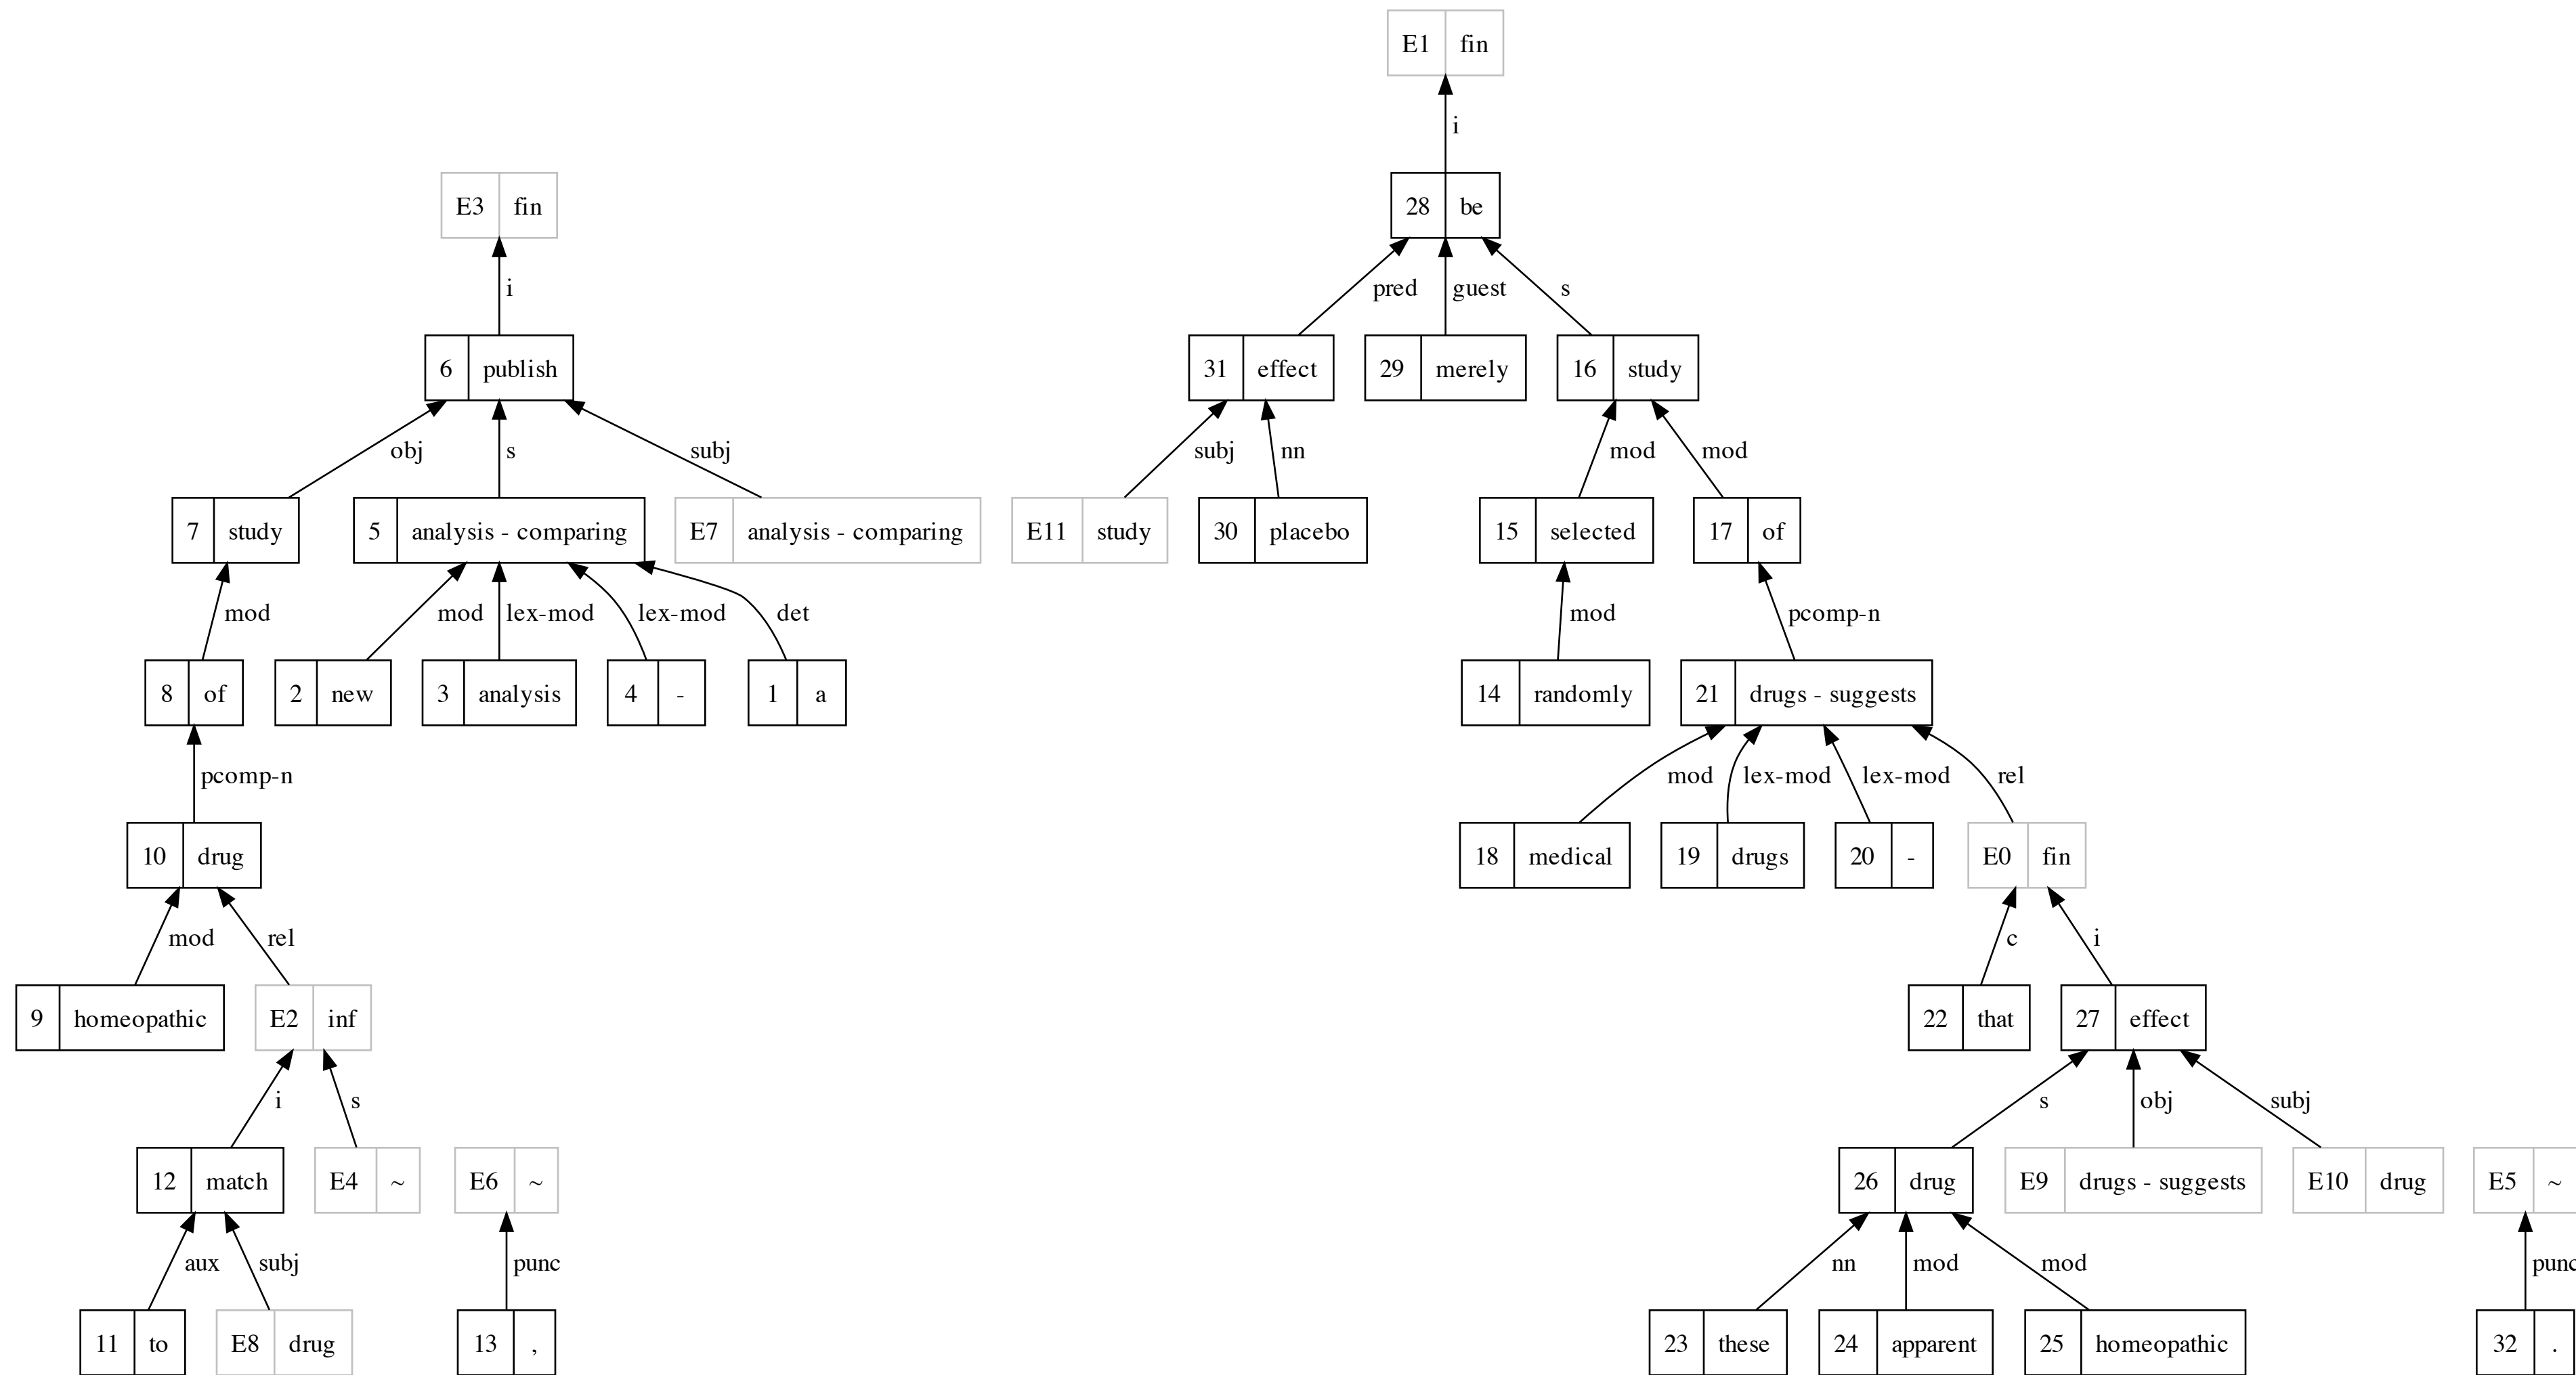 E1 fin
i
E3 fin 28 be
i pred guest s
6 publish 31 effect 29 merely 16 study
obj s subj subj nn mod mod
7 study 5 analysis - comparing E7 analysis - comparing E11 study 30 placebo 15 selected 17 of
mod mod lex-mod lex-mod det mod pcomp-n
8 of 2 new 3 analysis 4 - 1 a 14 randomly 21 drugs - suggests
pcomp-n mod lex-mod lex-mod rel
10 drug 18 medical 19 drugs 20 - E0 fin
mod rel c i
9 homeopathic E2 inf 22 that 27 effect
i s s obj subj
12 match E4 ~ E6 ~ 26 drug E9 drugs - suggests E10 drug E5 ~
aux subj punc nn mod mod punc
11 to E8 drug 13 , 23 these 24 apparent 25 homeopathic 32 .